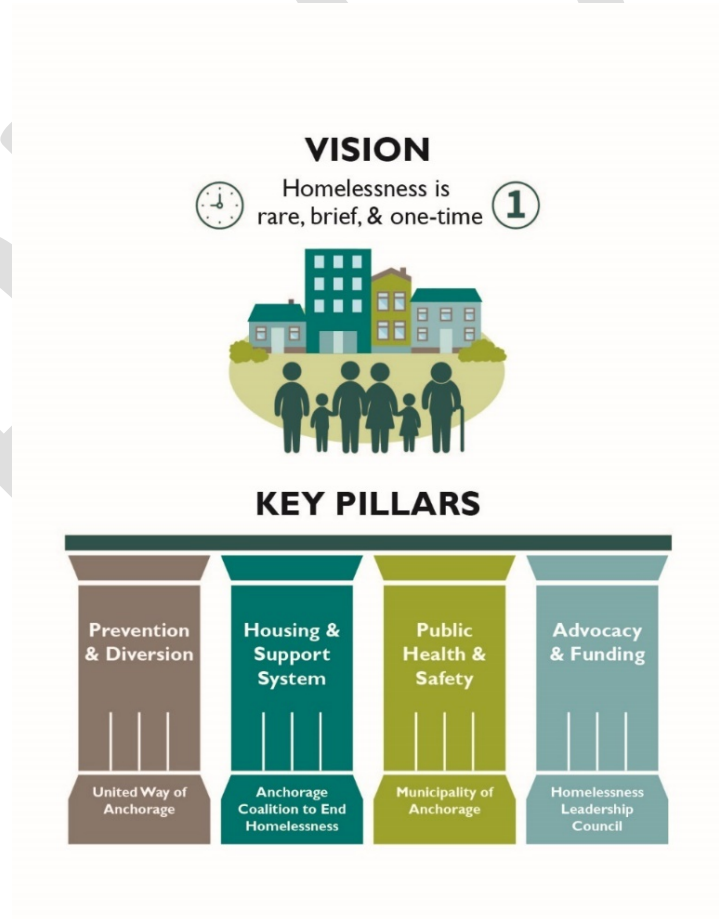 VISION
Homelessness is
rare, brief, & one-time
1
KEY PILLARS
Prevention
& Diversion
Housing &
Support
System
Public
Health &
Safety
Advocacy
& Funding
United Way of
Anchorage
Anchorage
Coalition to End
Homelessness
Municipality of
Anchorage
Homelessness
Leadership
Council